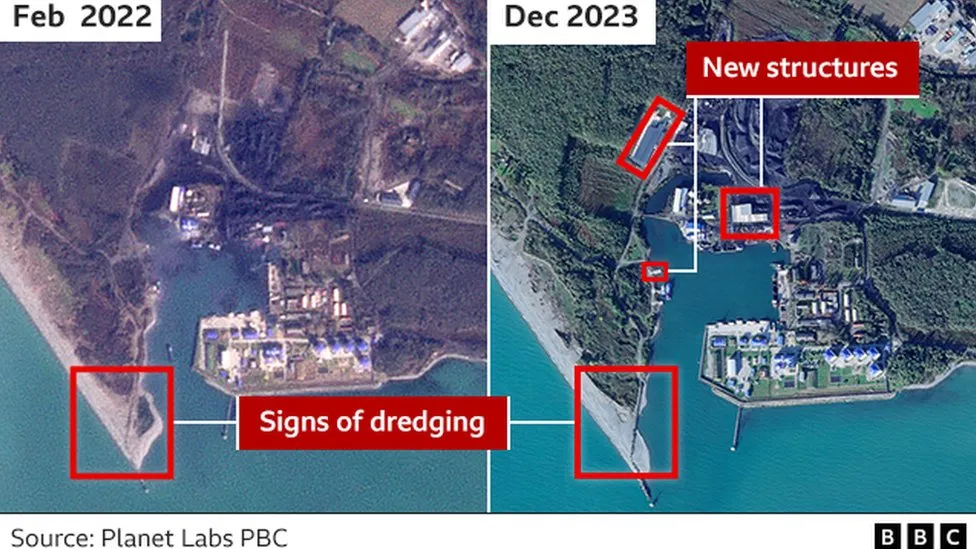 Feb 2022
Dec 2023
New structures
Signs of dredging
Source: Planet Labs PBC
BBC